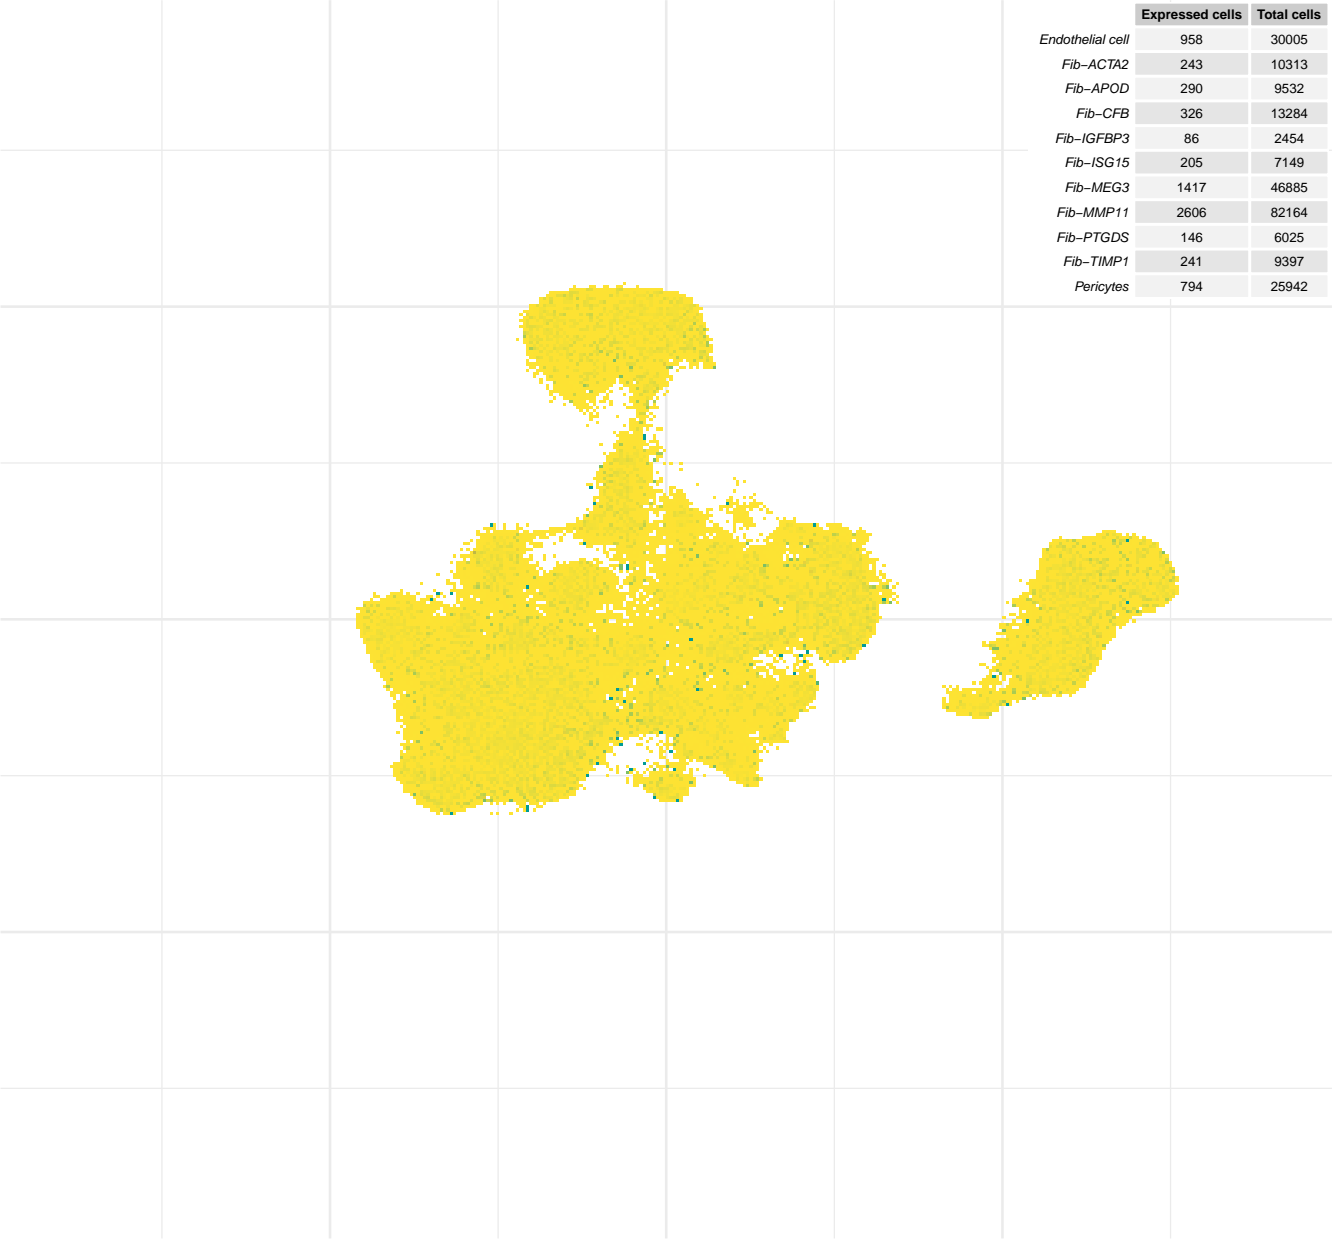 Expressed cells Total cells
Endothelial cell 958 30005
Fib−ACTA2 243 10313
Fib−APOD 290 9532
Fib−CFB 326 13284
Fib−IGFBP3 86 2454
Fib−ISG15 205 7149
Fib−MEG3 1417 46885
Fib−MMP11 2606 82164
Fib−PTGDS 146 6025
Fib−TIMP1 241 9397
Pericytes 794 25942